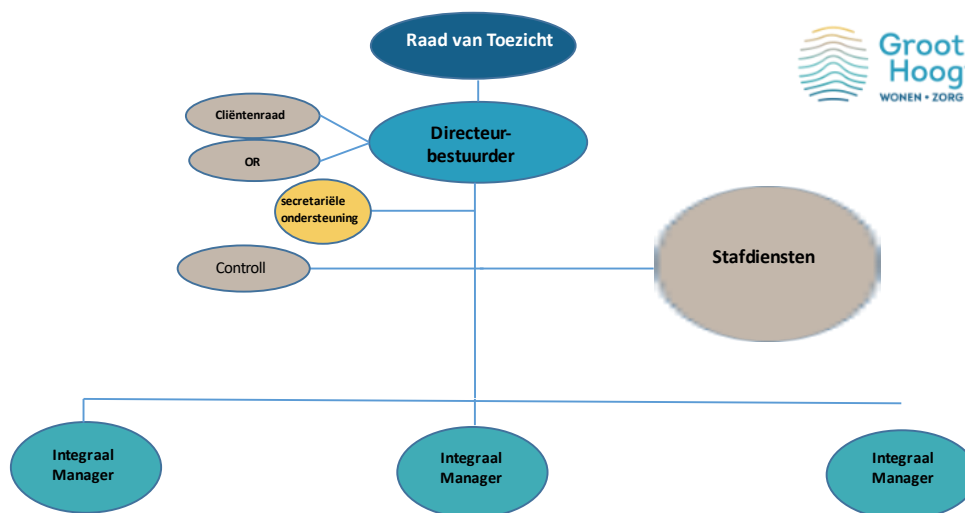 Raad van Toezicht
Groot
Hoog
WONEN • ZORG
Cliëntenraad
OR
Directeur-
bestuurder
secretariële
ondersteuning
Controll
Stafdiensten
Integraal
Manager
Integraal
Manager
Integraal
Manager